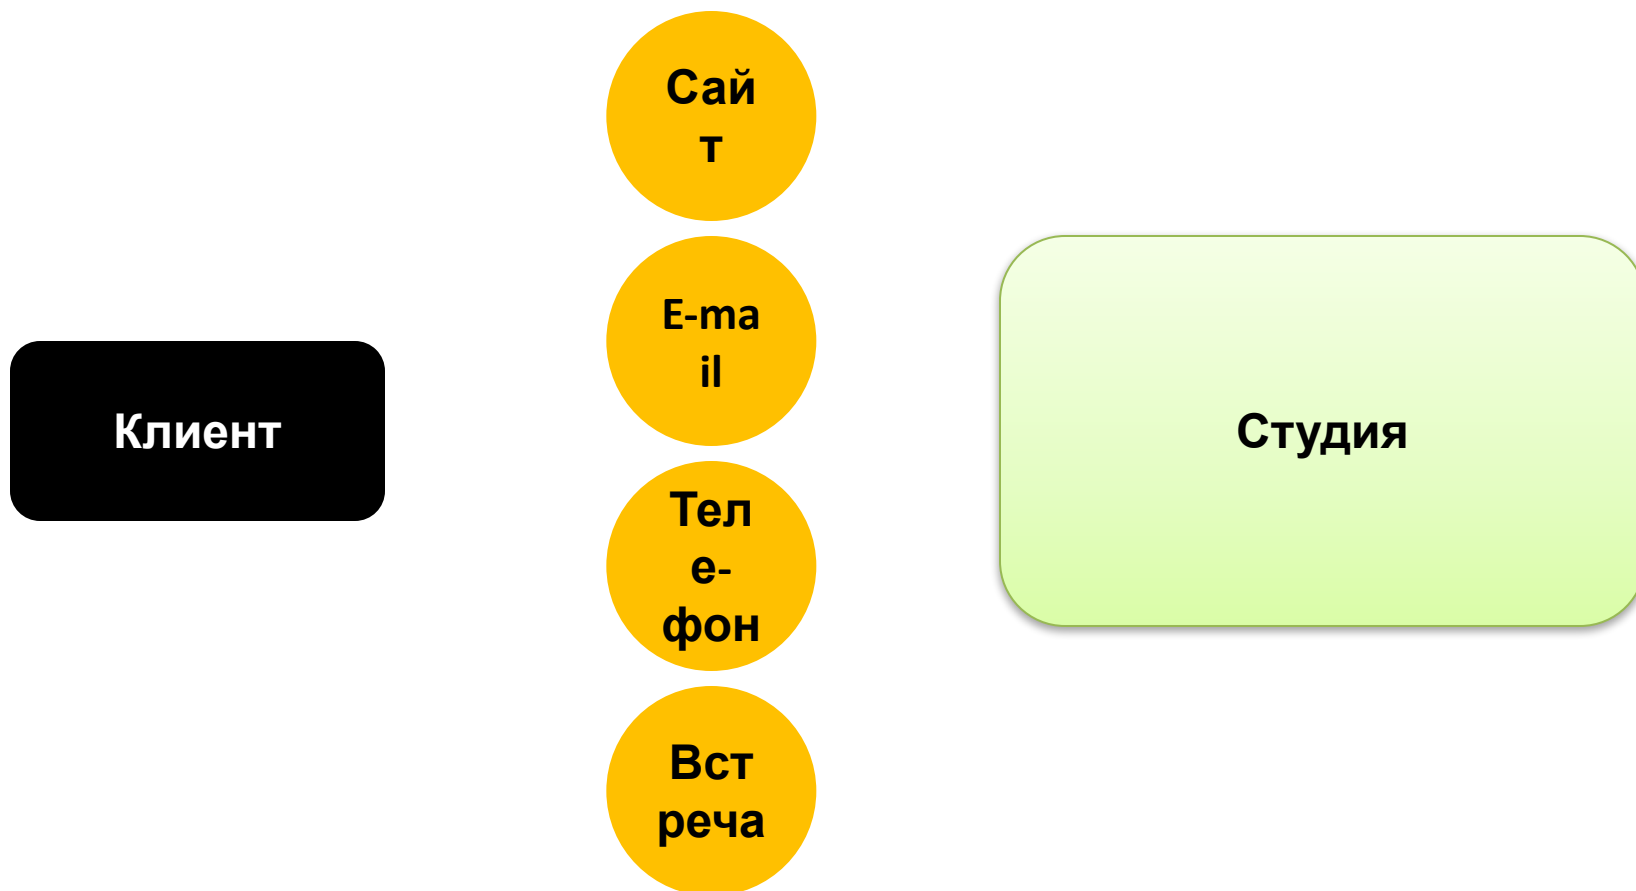 Сай
т
E-ma
il
Клиент
Студия
Тел
е-
фон
Вст
реча